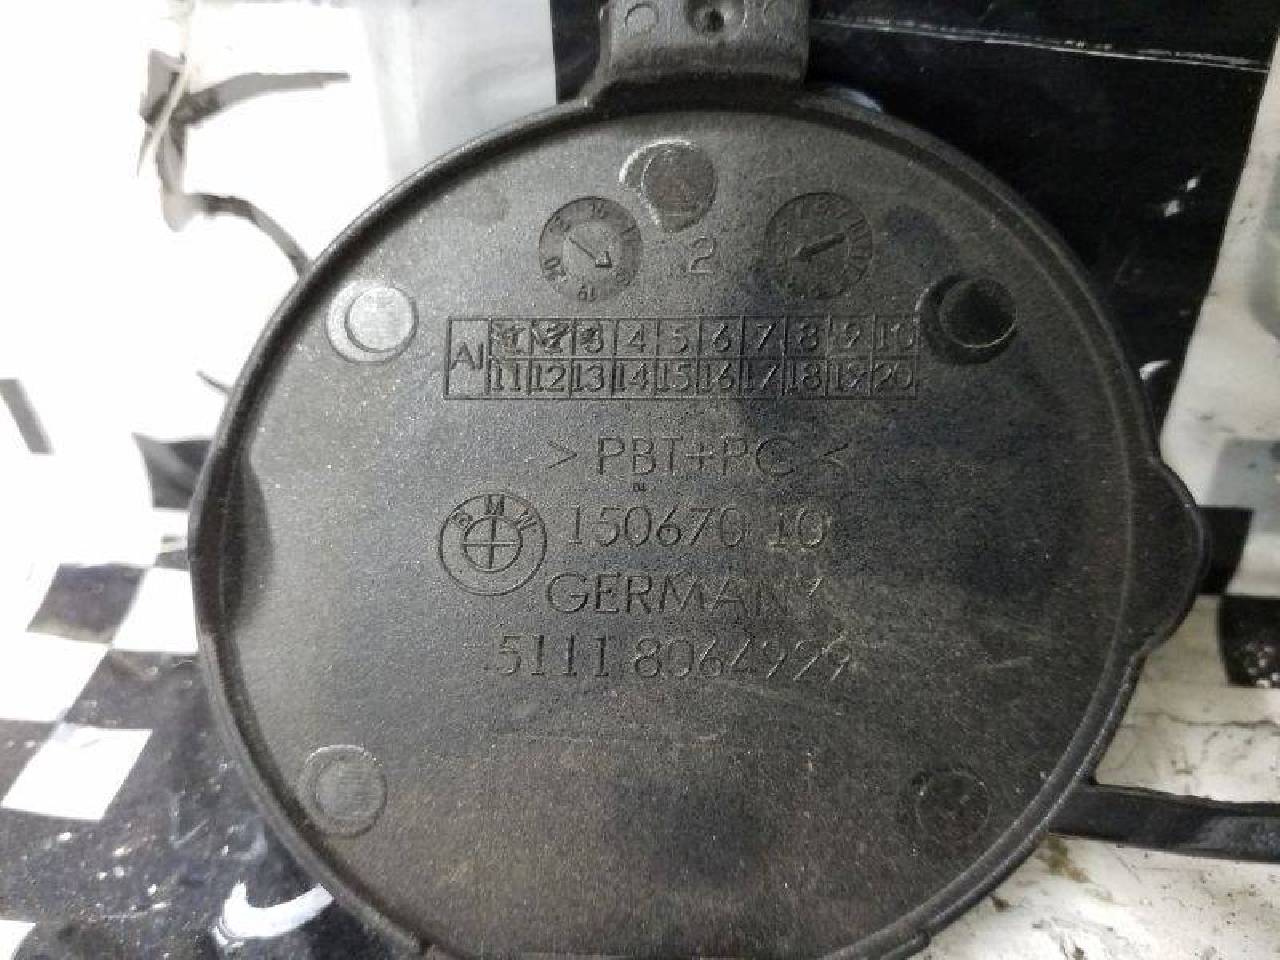 2
AI 1 2 3 4 5 6 7 8 9 10
11 12 13 14 15 16 17 18 19 20
> PBT+PC <
BMW 150670 10
GERMANY
5111 8064999